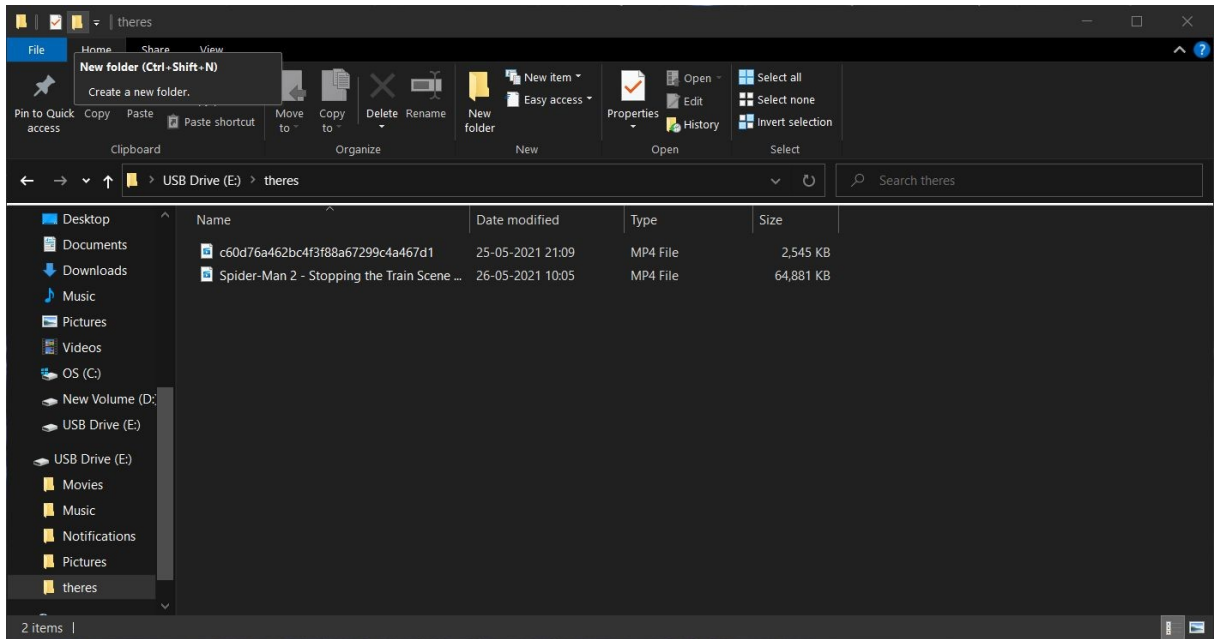 theres
File Home Share View
New folder (Ctrl+Shift+N)
Create a new folder.
Pin to Quick access
Copy
Paste
Paste shortcut
Move to
Copy to
Delete
Rename
New folder
New item
Easy access
Properties
Open
Edit
History
Select all
Select none
Invert selection
Clipboard Organize New Open Select
USB Drive (E:) > theres
Search theres
Desktop
Documents
Downloads
Music
Pictures
Videos
OS (C:)
New Volume (D:
USB Drive (E:)
USB Drive (E:)
Movies
Music
Notifications
Pictures
theres
Name Date modified Type Size
c60d76a462bc4f3f88a67299c4a467d1 25-05-2021 21:09 MP4 File 2,545 KB
Spider-Man 2 - Stopping the Train Scene ... 26-05-2021 10:05 MP4 File 64,881 KB
2 items